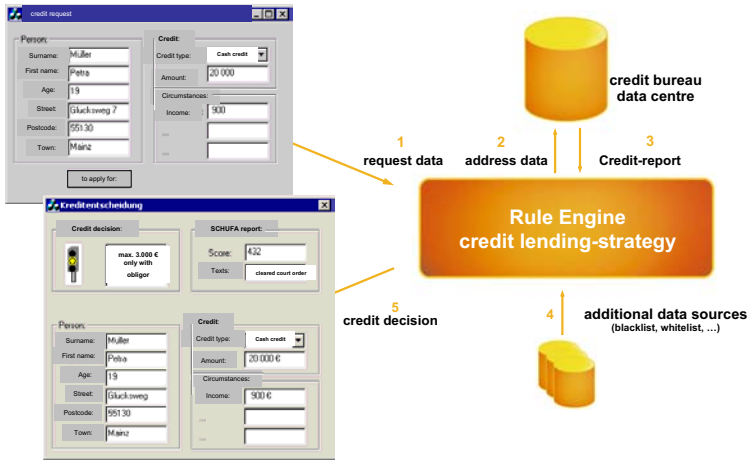 credit request
Person:
Surname: Müller
First name: Petra
Age: 19
Street: Glucksweg 7
Postcode: 55130
Town: Mainz
Credit:
Credit type: Cash credit
Amount: 20 000
Circumstances:
Income: 900
...
...
to apply for:
Kreditentscheidung
Credit decision:
max. 3.000 €
only with
obligor
SCHUFA report:
Score: 432
Texts: cleared court order
Person:
Surname: Müller
First name: Petra
Age: 19
Street: Glucksweg
Postcode: 55130
Town: Mainz
Credit:
Credit type: Cash credit
Amount: 20 000 €
Circumstances:
Income: 900 €
...
...
credit bureau
data centre
1
request data
2
address data
3
Credit-report
Rule Engine
credit lending-strategy
5
credit decision
4
additional data sources
(blacklist, whitelist, ...)